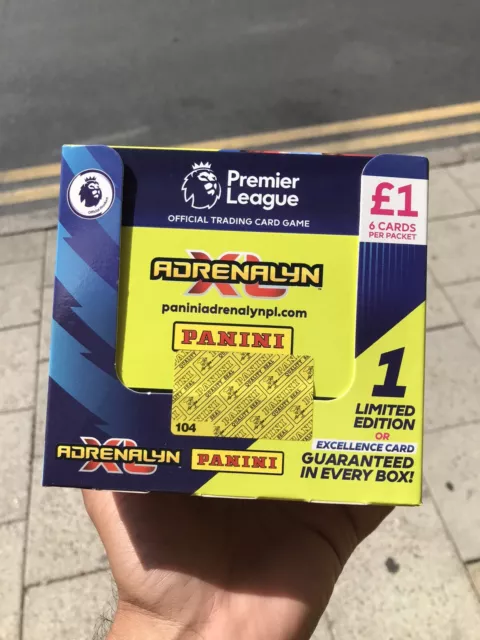 Premier
League
OFFICIAL TRADING CARD GAME
£1
6 CARDS
PER PACKET
ADRENALYN
XL
paniniadrenalynpl.com
PANINI
104
1
LIMITED
EDITION
OR
EXCELLENCE CARD
GUARANTEED
IN EVERY BOX!
ADRENALYN
XL
PANINI